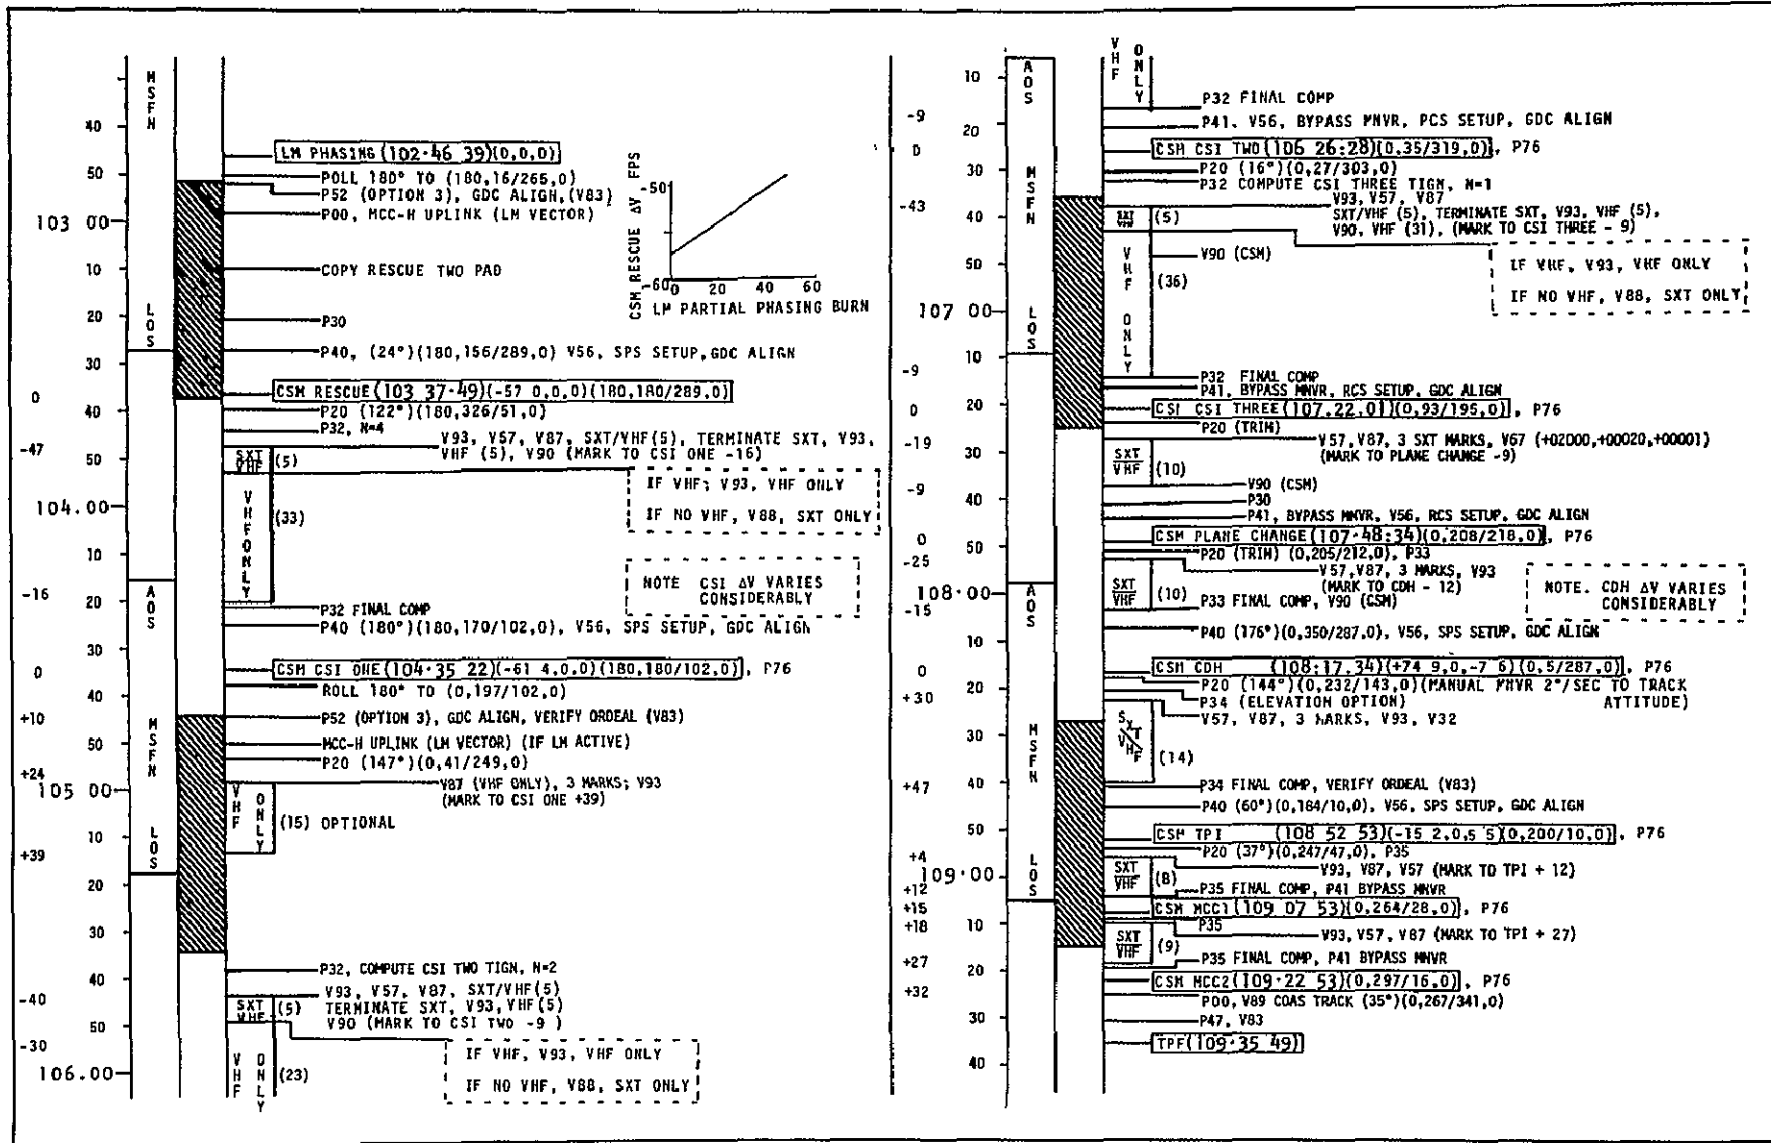 MSFN
40
LM PHASING (102·46 39)(0,0,0)
POLL 180° TO (180,16/265,0)
50
P52 (OPTION 3), GDC ALIGN, (V83)
103 00
P00, MCC-H UPLINK (LM VECTOR)
10
COPY RESCUE TWO PAD
CSM RESCUE ΔV FPS
-50
-60
0 20 40 60
LM PARTIAL PHASING BURN
LOS
20
P30
30
P40, (24°)(180,156/289,0) V56, SPS SETUP, GDC ALIGN
0
CSM RESCUE (103 37·49)(-57 0,0,0)(180,180/289,0)
40
P20 (122°)(180,326/51,0)
P32, N=4
-47
V93, V57, V87, SXT/VHF(5), TERMINATE SXT, V93,
VHF (5), V90 (MARK TO CSI ONE -16)
50
SXT
VHF
(5)
IF VHF; V93, VHF ONLY
IF NO VHF, V88, SXT ONLY
104.00
VHF ONLY
(33)
10
NOTE CSI ΔV VARIES
CONSIDERABLY
-16
AOS
20
P32 FINAL COMP
P40 (180°)(180,170/102,0), V56, SPS SETUP, GDC ALIGN
30
0
CSM CSI ONE (104·35 22)(-61 4,0,0)(180,180/102,0), P76
40
ROLL 180° TO (0,197/102,0)
+10
MSFN
P52 (OPTION 3), GDC ALIGN, VERIFY ORDEAL (V83)
50
MCC-H UPLINK (LM VECTOR) (IF LM ACTIVE)
P20 (147°)(0,41/249,0)
+24
V87 (VHF ONLY), 3 MARKS; V93
105 00
(MARK TO CSI ONE +39)
VHF ONLY
10
(15) OPTIONAL
LOS
+39
20
30
P32, COMPUTE CSI TWO TIGN, N=2
40
-40
V93, V57, V87, SXT/VHF(5)
SXT
VHF
(5)
TERMINATE SXT, V93, VHF(5)
V90 (MARK TO CSI TWO -9 )
50
-30
IF VHF, V93, VHF ONLY
IF NO VHF, V88, SXT ONLY
106.00
VHF ONLY
(23)
VHF ONLY
10
AOS
P32 FINAL COMP
-9
P41, V56, BYPASS MNVR, PCS SETUP, GDC ALIGN
20
0
CSM CSI TWO (106 26:28)(0,35/319,0), P76
30
P20 (16°)(0,27/303,0)
P32 COMPUTE CSI THREE TIGN, N=1
MSFN
-43
V93, V57, V87
SXT/VHF (5), TERMINATE SXT, V93, VHF (5),
V90, VHF (31), (MARK TO CSI THREE - 9)
40
SXT
VHF
(5)
V90 (CSM)
50
VHF ONLY
(36)
IF VHF, V93, VHF ONLY
IF NO VHF, V88, SXT ONLY
107 00
LOS
10
-9
P32 FINAL COMP
P41, BYPASS MNVR, RCS SETUP, GDC ALIGN
20
0
CSM CSI THREE (107.22.01)(0,93/195,0), P76
P20 (TRIM)
-19
V57, V87, 3 SXT MARKS, V67 (+02000,+00020,+00001)
(MARK TO PLANE CHANGE -9)
30
SXT
VHF
(10)
-9
V90 (CSM)
40
P30
P41, BYPASS MNVR, V56, RCS SETUP, GDC ALIGN
0
CSM PLANE CHANGE (107·48:34)(0,208/218,0), P76
50
P20 (TRIM) (0,205/212,0), P33
-25
V57, V87, 3 MARKS, V93
(MARK TO CDH - 12)
SXT
VHF
(10)
NOTE. CDH ΔV VARIES
CONSIDERABLY
108·00
AOS
-15
P33 FINAL COMP, V90 (CSM)
10
P40 (176°)(0,350/287,0), V56, SPS SETUP, GDC ALIGN
0
CSM CDH (108:17.34)(+74 9,0,-7 6)(0,5/287,0), P76
20
P20 (144°)(0,232/143,0)(MANUAL MNVR 2°/SEC TO TRACK
ATTITUDE)
+30
P34 (ELEVATION OPTION)
V57, V87, 3 MARKS, V93, V32
30
MSFN
SXT
VHF
(14)
40
+47
P34 FINAL COMP, VERIFY ORDEAL (V83)
P40 (60°)(0,184/10,0), V56, SPS SETUP, GDC ALIGN
50
CSM TPI (108 52 53)(-15 2,0,5 5)(0,200/10,0), P76
LOS
+4
P20 (37°)(0,247/47,0), P35
V93, V87, V57 (MARK TO TPI + 12)
109·00
SXT
VHF
(8)
+12
P35 FINAL COMP, P41 BYPASS MNVR
+15
CSM MCC1 (109 07 53)(0,264/28,0), P76
10
+18
P35
V93, V57, V87 (MARK TO TPI + 27)
SXT
VHF
(9)
+27
P35 FINAL COMP, P41 BYPASS MNVR
20
CSM MCC2 (109·22 53)(0,297/16,0), P76
+32
P00, V89 COAS TRACK (35°)(0,267/341,0)
30
P47, V83
TPF (109·35 49)
40